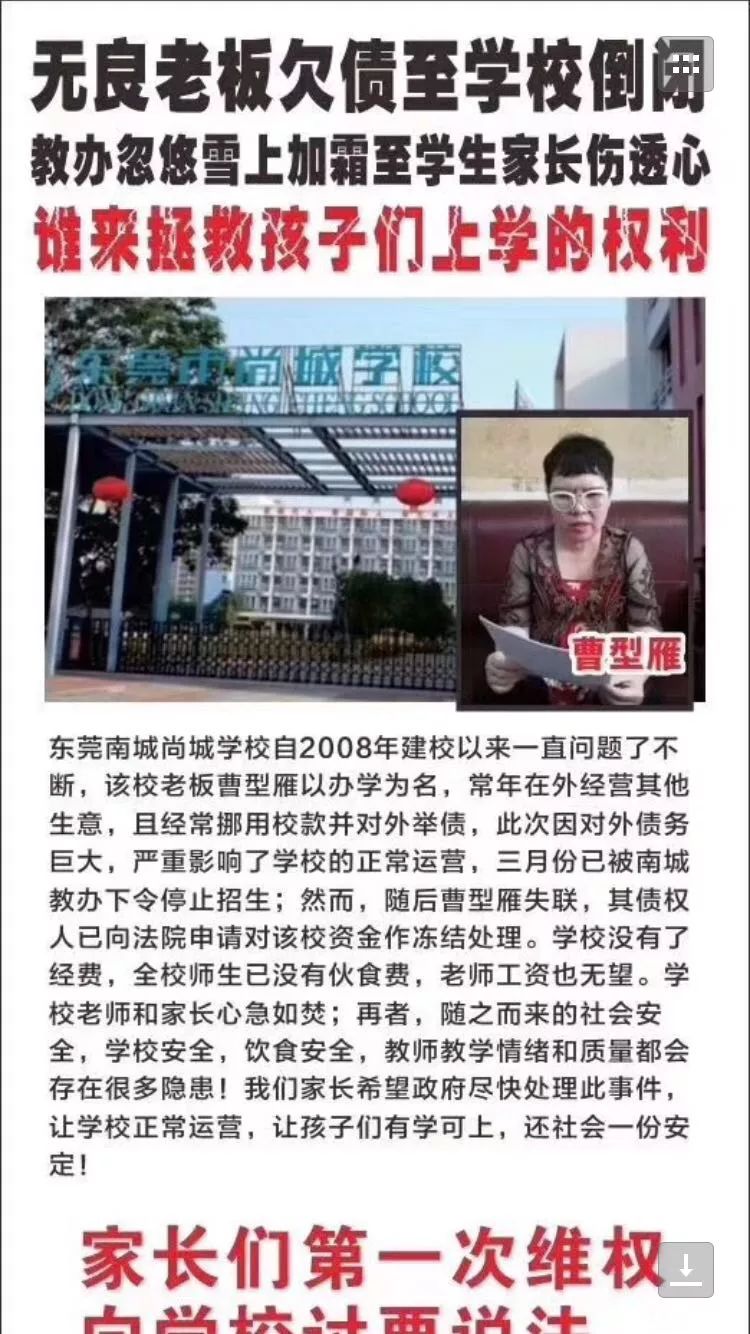 无良老板欠债至学校倒闭
教办忽悠雪上加霜至学生家长伤透心
谁来拯救孩子们上学的权利
东莞市尚城学校
曹型雁
东莞南城尚城学校自2008年建校以来一直问题了不
断，该校老板曹型雁以办学为名，常年在外经营其他
生意，且经常挪用校款并对外举债，此次因对外债务
巨大，严重影响了学校的正常运营，三月份已被南城
教办下令停止招生；然而，随后曹型雁失联，其债权
人已向法院申请对该校资金作冻结处理。学校没有了
经费，全校师生已没有伙食费，老师工资也无望。学
校老师和家长心急如焚；再者，随之而来的社会安
全，学校安全，饮食安全，教师教学情绪和质量都会
存在很多隐患！我们家长希望政府尽快处理此事件，
让学校正常运营，让孩子们有学可上，还社会一份安
定！
家长们第一次维权
向学校讨要说法